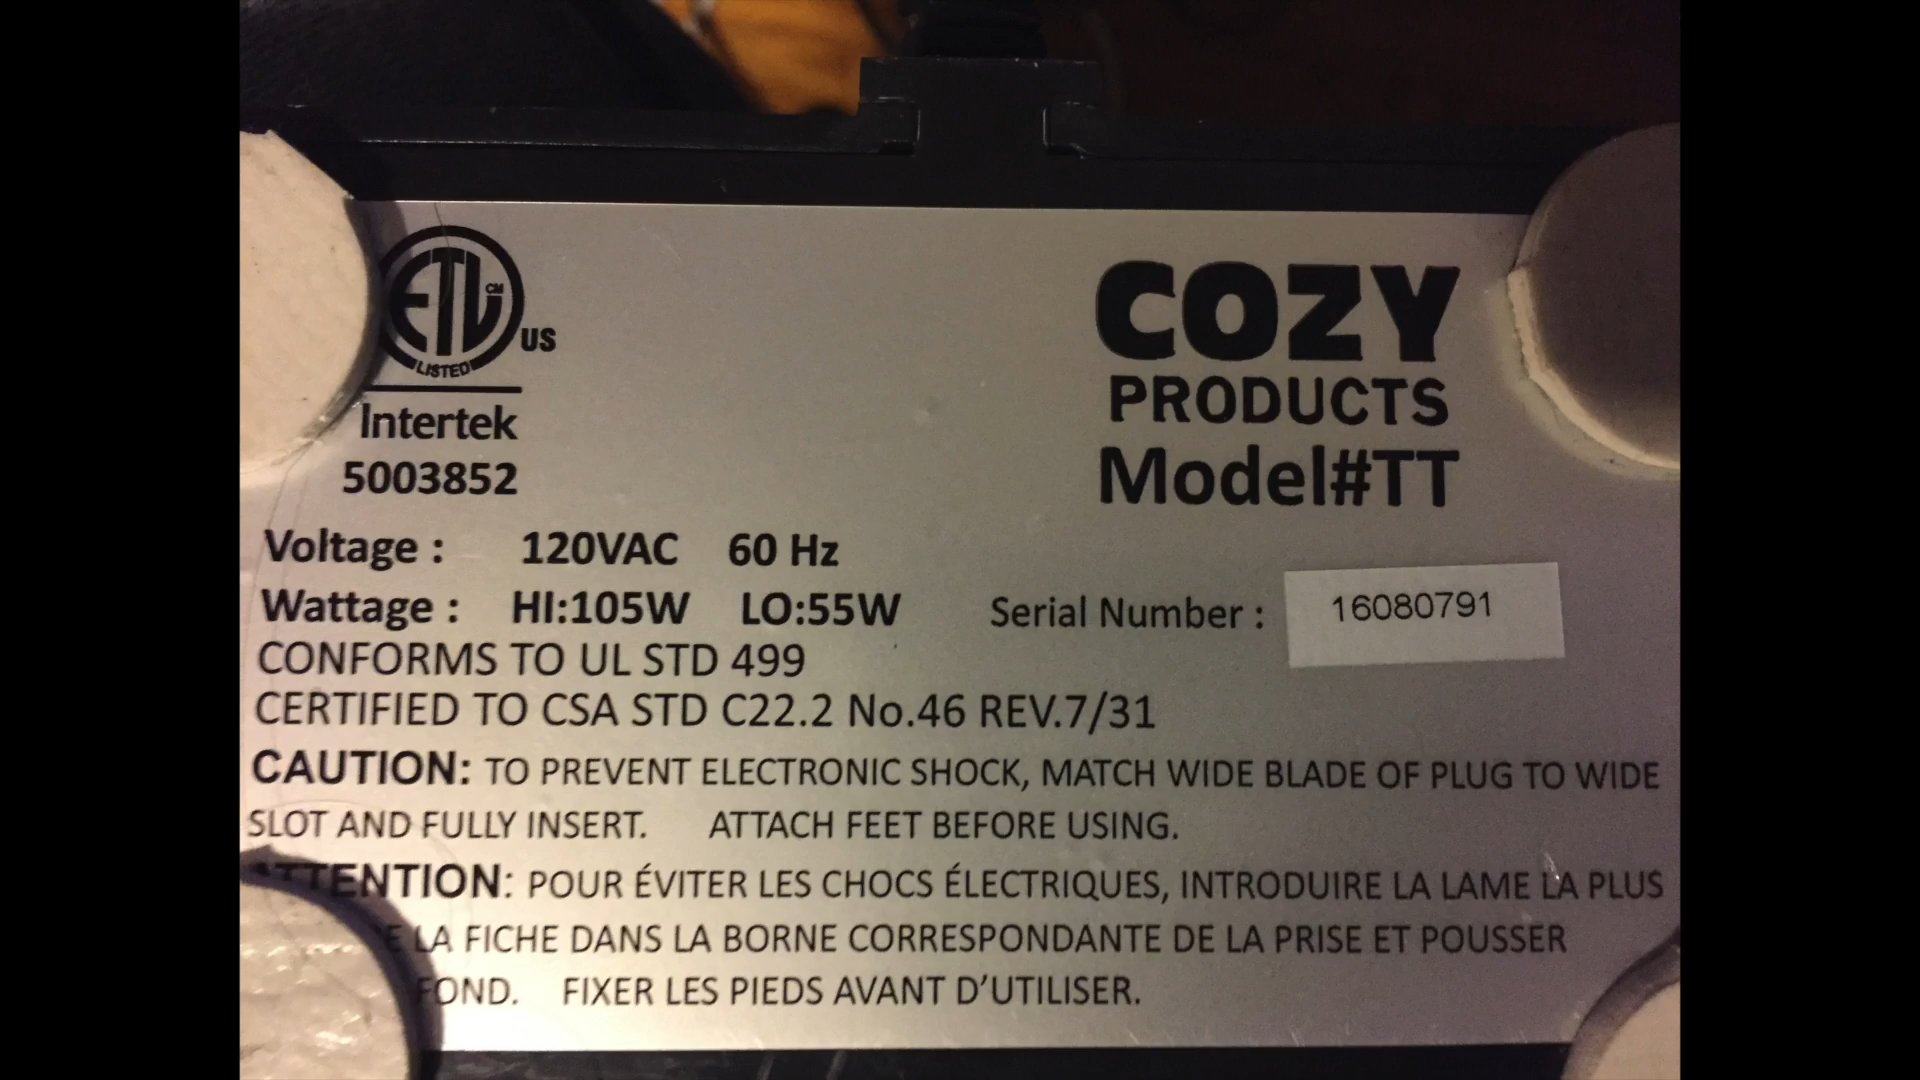 ETL CM
LISTED
US
Intertek
5003852
COZY
PRODUCTS
Model#TT
Voltage : 120VAC 60 Hz
Wattage : HI:105W LO:55W
Serial Number : 16080791
CONFORMS TO UL STD 499
CERTIFIED TO CSA STD C22.2 No.46 REV.7/31
CAUTION: TO PREVENT ELECTRONIC SHOCK, MATCH WIDE BLADE OF PLUG TO WIDE
SLOT AND FULLY INSERT. ATTACH FEET BEFORE USING.
ATTENTION: POUR ÉVITER LES CHOCS ÉLECTRIQUES, INTRODUIRE LA LAME LA PLUS
LA FICHE DANS LA BORNE CORRESPONDANTE DE LA PRISE ET POUSSER
FOND. FIXER LES PIEDS AVANT D'UTILISER.